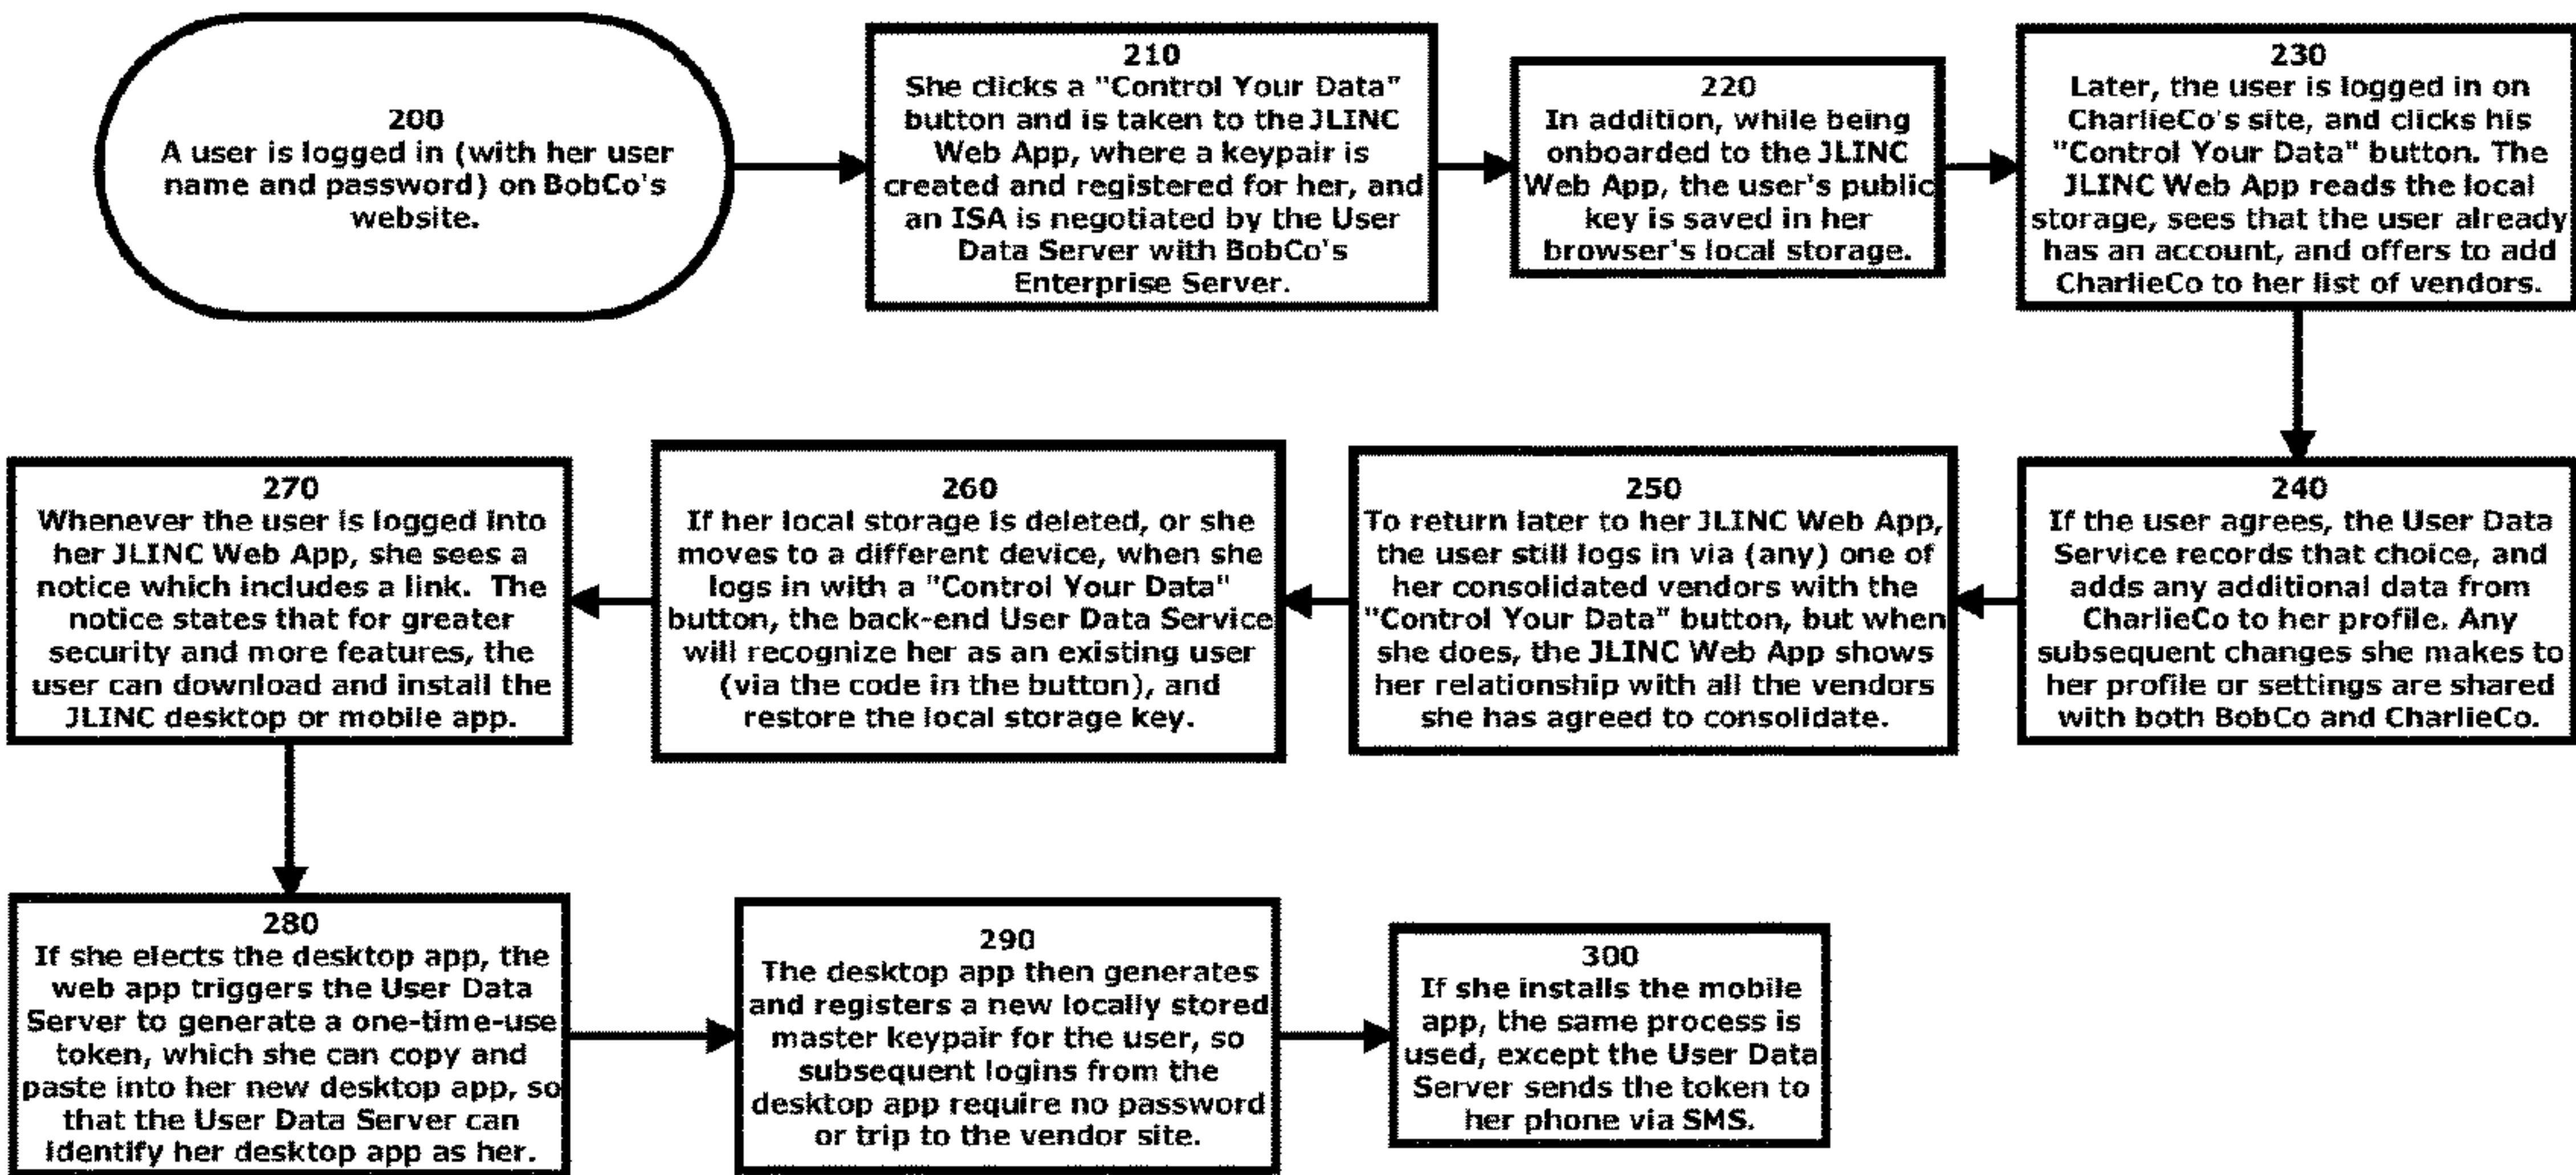 200
A user is logged in (with her user
name and password) on BobCo's
website.
210
She clicks a "Control Your Data"
button and is taken to the JLINC
Web App, where a keypair is
created and registered for her, and
an ISA is negotiated by the User
Data Server with BobCo's
Enterprise Server.
220
In addition, while being
onboarded to the JLINC
Web App, the user's public
key is saved in her
browser's local storage.
230
Later, the user is logged in on
CharlieCo's site, and clicks his
"Control Your Data" button. The
JLINC Web App reads the local
storage, sees that the user already
has an account, and offers to add
CharlieCo to her list of vendors.
240
If the user agrees, the User Data
Service records that choice, and
adds any additional data from
CharlieCo to her profile. Any
subsequent changes she makes to
her profile or settings are shared
with both BobCo and CharlieCo.
250
To return later to her JLINC Web App,
the user still logs in via (any) one of
her consolidated vendors with the
"Control Your Data" button, but when
she does, the JLINC Web App shows
her relationship with all the vendors
she has agreed to consolidate.
260
If her local storage is deleted, or she
moves to a different device, when she
logs in with a "Control Your Data"
button, the back-end User Data Service
will recognize her as an existing user
(via the code in the button), and
restore the local storage key.
270
Whenever the user is logged into
her JLINC Web App, she sees a
notice which includes a link. The
notice states that for greater
security and more features, the
user can download and install the
JLINC desktop or mobile app.
280
If she elects the desktop app, the
web app triggers the User Data
Server to generate a one-time-use
token, which she can copy and
paste into her new desktop app, so
that the User Data Server can
identify her desktop app as her.
290
The desktop app then generates
and registers a new locally stored
master keypair for the user, so
subsequent logins from the
desktop app require no password
or trip to the vendor site.
300
If she installs the mobile
app, the same process is
used, except the User Data
Server sends the token to
her phone via SMS.